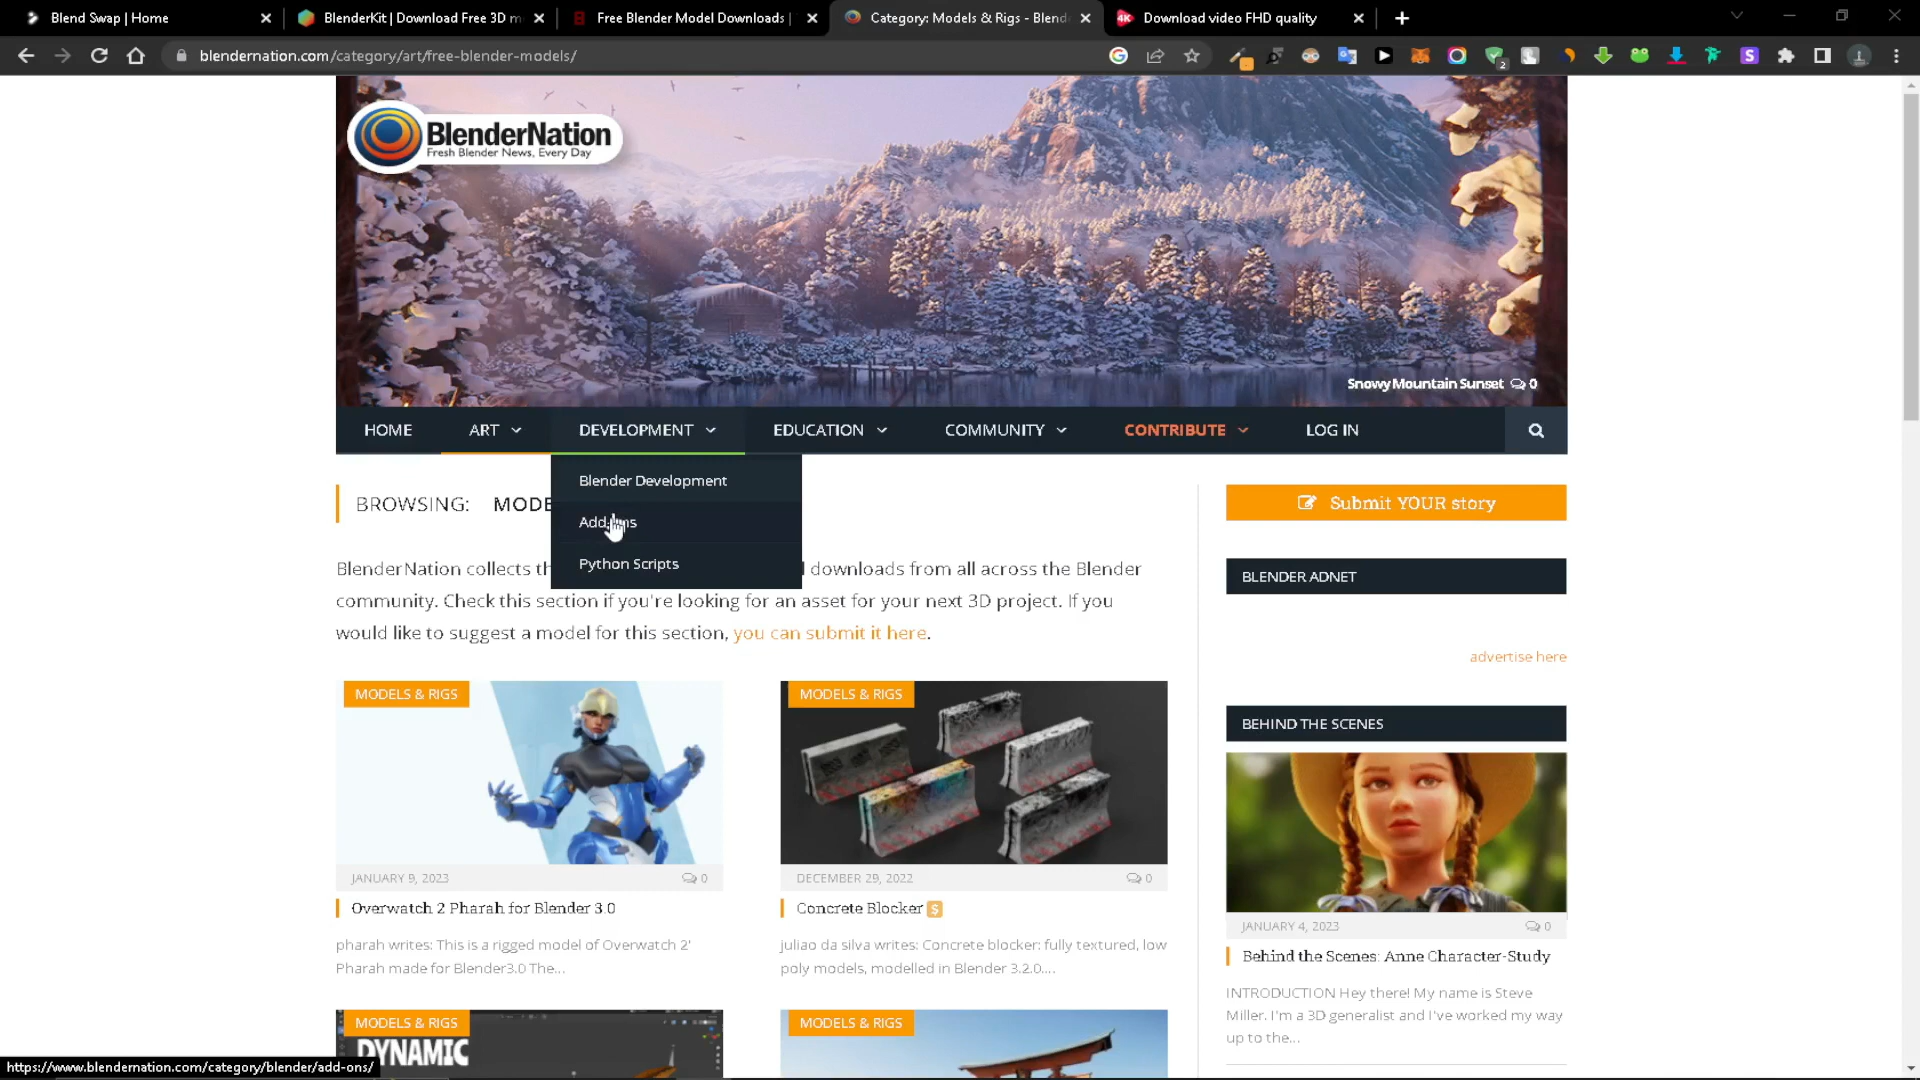 Blend Swap | Home
BlenderKit | Download Free 3D m
Free Blender Model Downloads |
Category: Models & Rigs - Blend
4K
Download video FHD quality
blendernation.com/category/art/free-blender-models/
2
BlenderNation
Fresh Blender News, Every Day
Snowy Mountain Sunset 0
HOME
ART
DEVELOPMENT
EDUCATION
COMMUNITY
CONTRIBUTE
LOG IN
Blender Development
Python Scripts
BROWSING:
BlenderNation collects
downloads from all across the Blender
community. Check this section if you're looking for an asset for your next 3D project. If you
would like to suggest a model for this section, you can submit it here.
MODELS & RIGS
JANUARY 9, 2023
0
Overwatch 2 Pharah for Blender 3.0
pharah writes: This is a rigged model of Overwatch 2'
Pharah made for Blender3.0 The...
MODELS & RIGS
DECEMBER 29, 2022
0
Concrete Blocker $
juliao da silva writes: Concrete blocker: fully textured, low
poly models, modelled in Blender 3.2.0....
MODELS & RIGS
DYNAMIC
MODELS & RIGS
Submit YOUR story
BLENDER ADNET
advertise here
BEHIND THE SCENES
JANUARY 4, 2023
0
Behind the Scenes: Anne Character-Study
INTRODUCTION Hey there! My name is Steve
Miller. I'm a 3D generalist and I've worked my way
up to the...
https://www.blendernation.com/category/blender/add-ons/